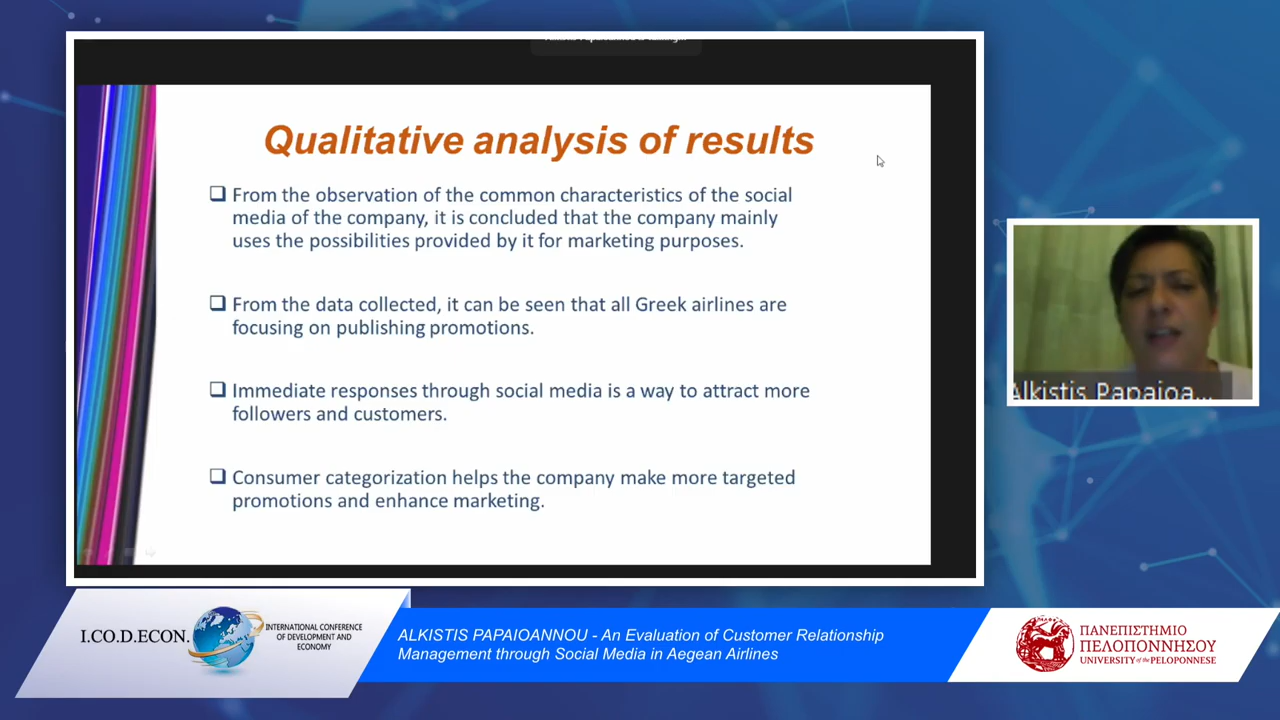 Qualitative analysis of results
❑ From the observation of the common characteristics of the social
media of the company, it is concluded that the company mainly
uses the possibilities provided by it for marketing purposes.
❑ From the data collected, it can be seen that all Greek airlines are
focusing on publishing promotions.
❑ Immediate responses through social media is a way to attract more
followers and customers.
❑ Consumer categorization helps the company make more targeted
promotions and enhance marketing.
Alkistis Papaioa...
I.CO.D.ECON.
INTERNATIONAL CONFERENCE
OF DEVELOPMENT AND
ECONOMY
ALKISTIS PAPAIOANNOU - An Evaluation of Customer Relationship
Management through Social Media in Aegean Airlines
ΠΑΝΕΠΙΣΤΗΜΙΟ
ΠΕΛΟΠΟΝΝΗΣΟΥ
UNIVERSITY of the PELOPONNESE